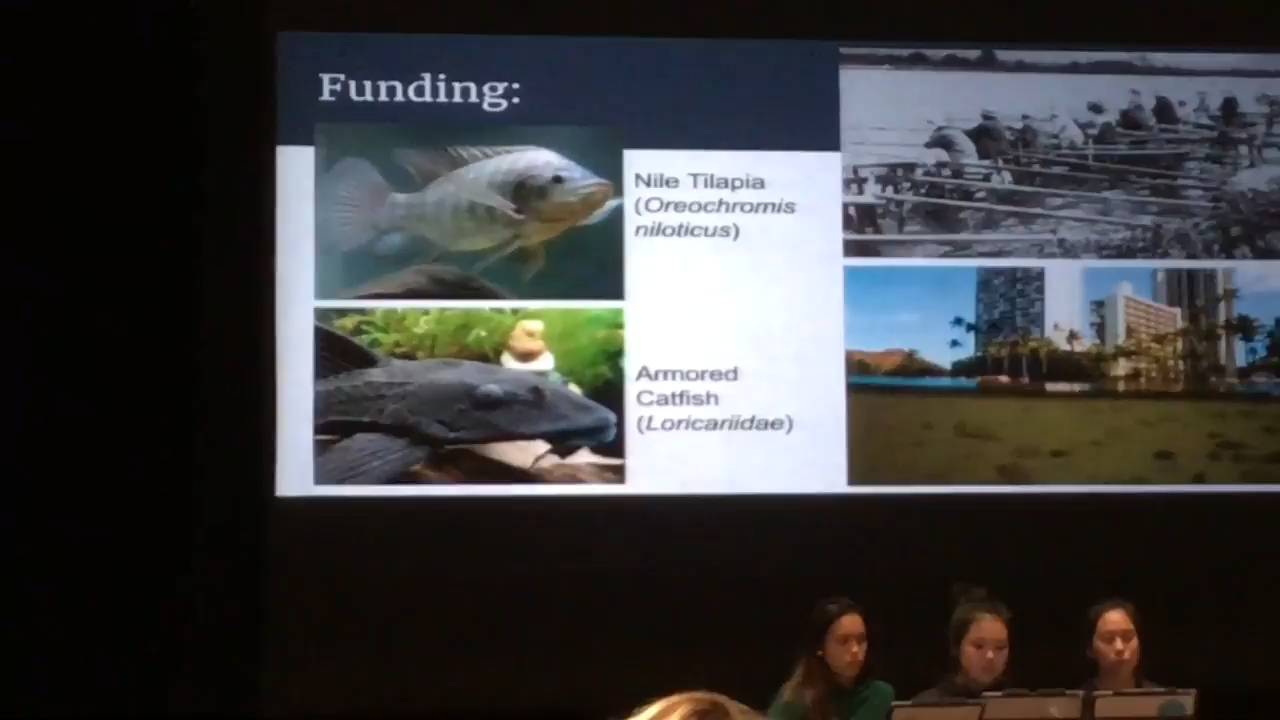 Funding:
Nile Tilapia
(Oreochromis
niloticus)
Armored
Catfish
(Loricariidae)